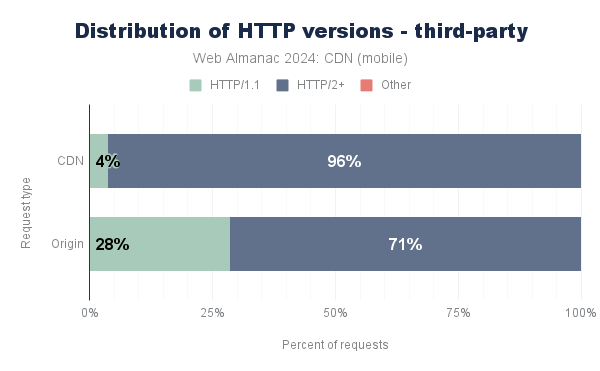 Distribution of HTTP versions - third-party
Web Almanac 2024: CDN (mobile)
HTTP/1.1 HTTP/2+ Other
Request type
CDN 4% 96%
Origin 28% 71%
0% 25% 50% 75% 100%
Percent of requests